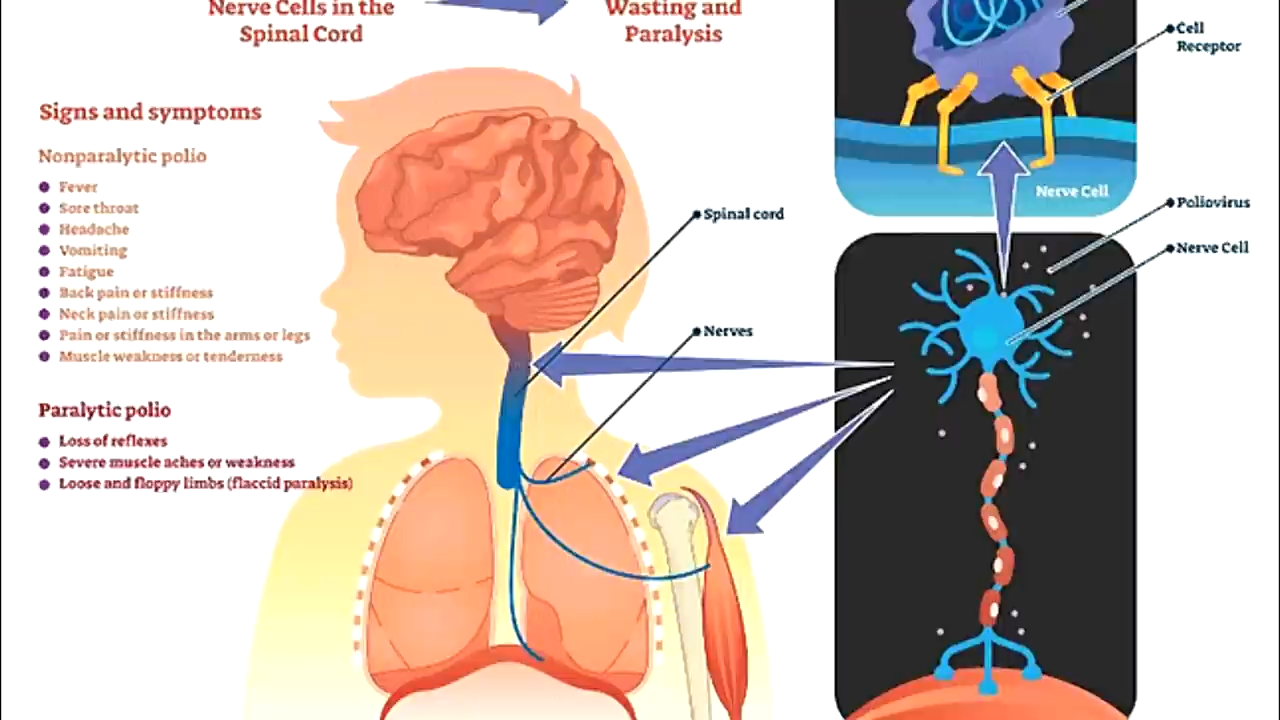 Nerve Cells in the
Spinal Cord
Wasting and
Paralysis
Signs and symptoms
Nonparalytic polio
Fever
Sore throat
Headache
Vomiting
Fatigue
Back pain or stiffness
Neck pain or stiffness
Pain or stiffness in the arms or legs
Muscle weakness or tenderness
Paralytic polio
Loss of reflexes
Severe muscle aches or weakness
Loose and floppy limbs (flaccid paralysis)
Spinal cord
Nerves
Cell
Receptor
Nerve Cell
Poliovirus
Nerve Cell